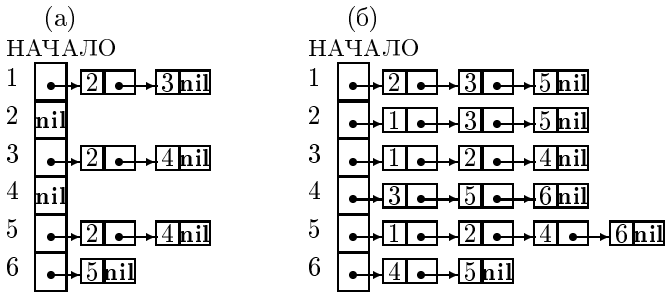 (а) (б)
НАЧАЛО НАЧАЛО
1 2 3 nil 1 2 3 5 nil
2 nil 2 1 3 5 nil
3 2 4 nil 3 1 2 4 nil
4 nil 4 3 5 6 nil
5 2 4 nil 5 1 2 4 6 nil
6 5 nil 6 4 5 nil